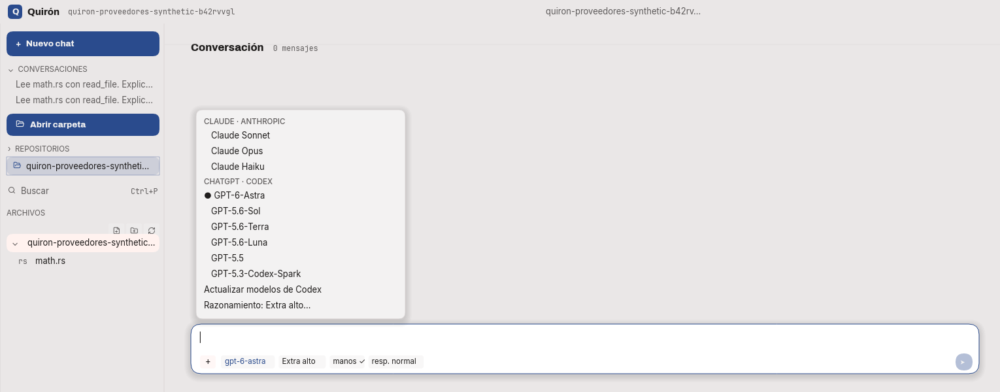 Q Quirón quiron-proveedores-synthetic-b42rvvgl
quiron-proveedores-synthetic-b42rv...
+ Nuevo chat
CONVERSACIONES
Lee math.rs con read_file. Explic...
Lee math.rs con read_file. Explic...
Abrir carpeta
REPOSITORIOS
quiron-proveedores-syntheti...
Buscar Ctrl+P
ARCHIVOS
quiron-proveedores-synthetic...
rs math.rs
Conversación 0 mensajes
CLAUDE · ANTHROPIC
Claude Sonnet
Claude Opus
Claude Haiku
CHATGPT · CODEX
● GPT-6-Astra
GPT-5.6-Sol
GPT-5.6-Terra
GPT-5.6-Luna
GPT-5.5
GPT-5.3-Codex-Spark
Actualizar modelos de Codex
Razonamiento: Extra alto...
+ gpt-6-astra Extra alto manos ✓ resp. normal